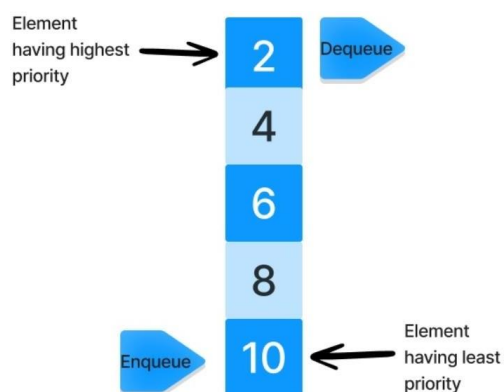 Element
having highest
priority
2
Dequeue
4
6
8
Enqueue
10
Element
having least
priority